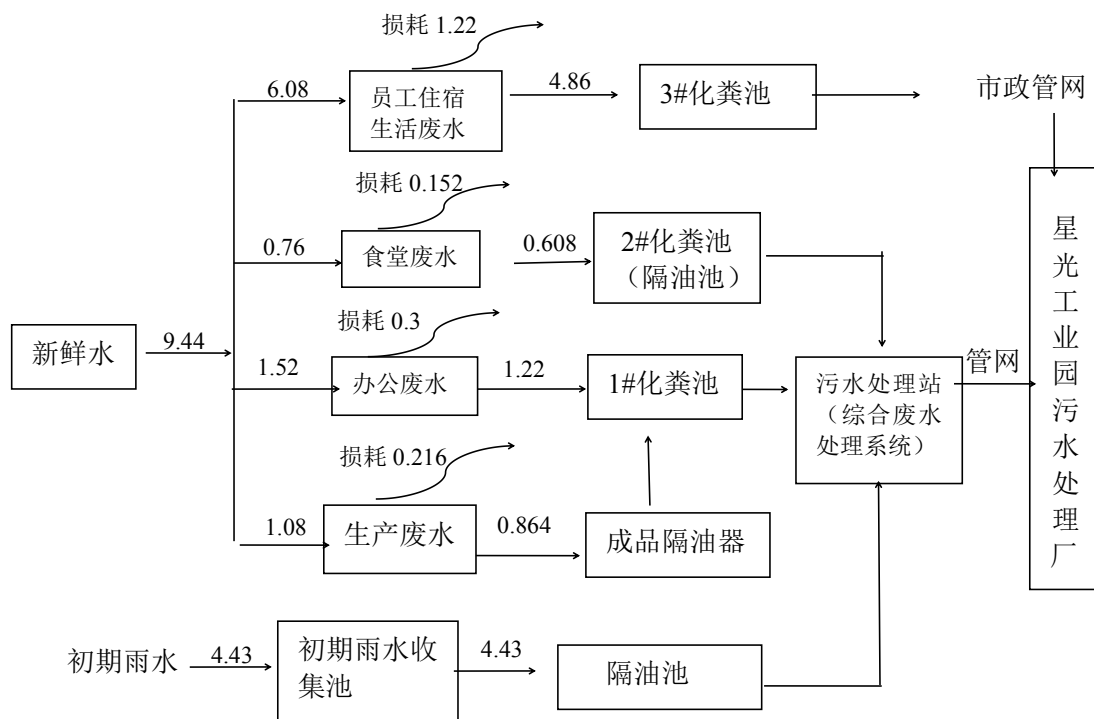 损耗 1.22
6.08
员工住宿
生活废水
4.86
3#化粪池
市政管网
损耗 0.152
0.76
食堂废水
0.608
2#化粪池
（隔油池）
新鲜水
9.44
损耗 0.3
1.52
办公废水
1.22
1#化粪池
污水处理站
（综合废水
处理系统）
管网
星光工业园污水处理厂
损耗 0.216
1.08
生产废水
0.864
成品隔油器
初期雨水
4.43
初期雨水收
集池
4.43
隔油池